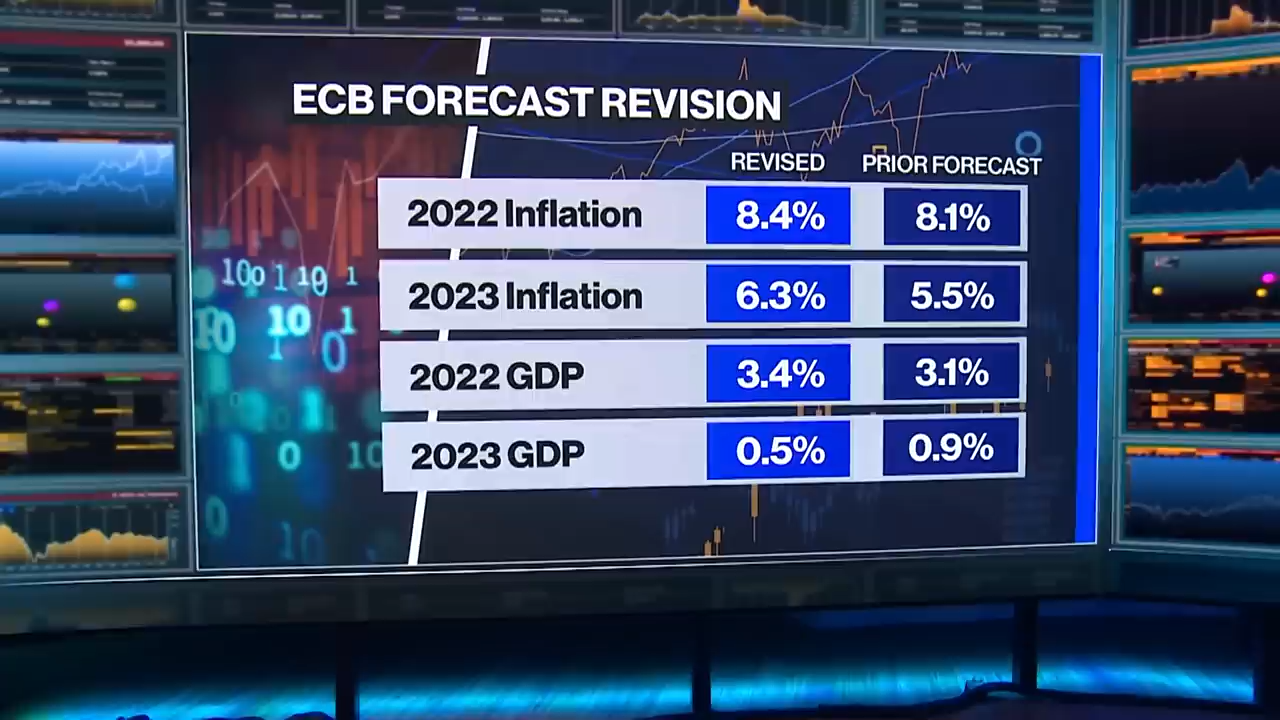 ECB FORECAST REVISION
REVISED PRIOR FORECAST
2022 Inflation 8.4% 8.1%
2023 Inflation 6.3% 5.5%
2022 GDP 3.4% 3.1%
2023 GDP 0.5% 0.9%